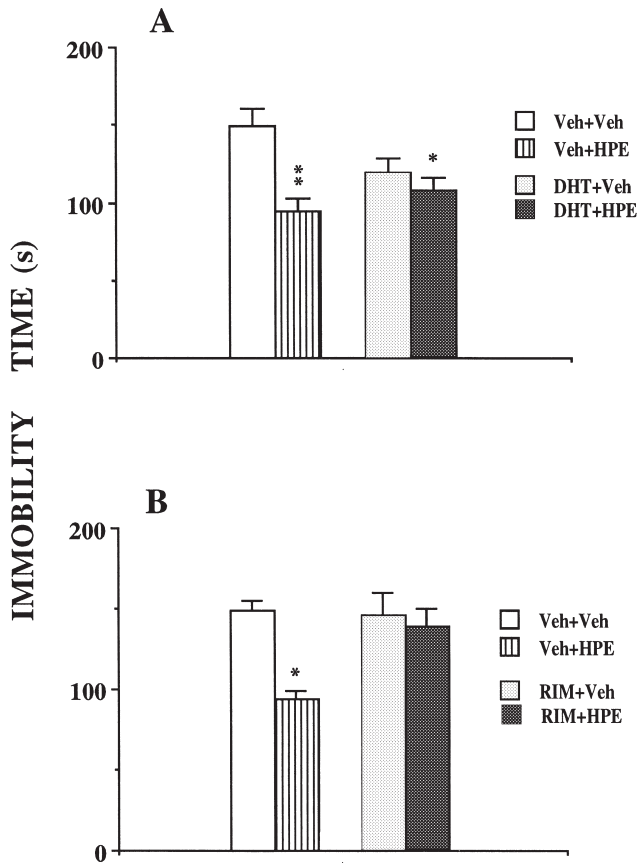 A
200
100
0
**
*
Veh+Veh
Veh+HPE
DHT+Veh
DHT+HPE
IMMOBILITY TIME (s)
B
200
100
0
*
Veh+Veh
Veh+HPE
RIM+Veh
RIM+HPE